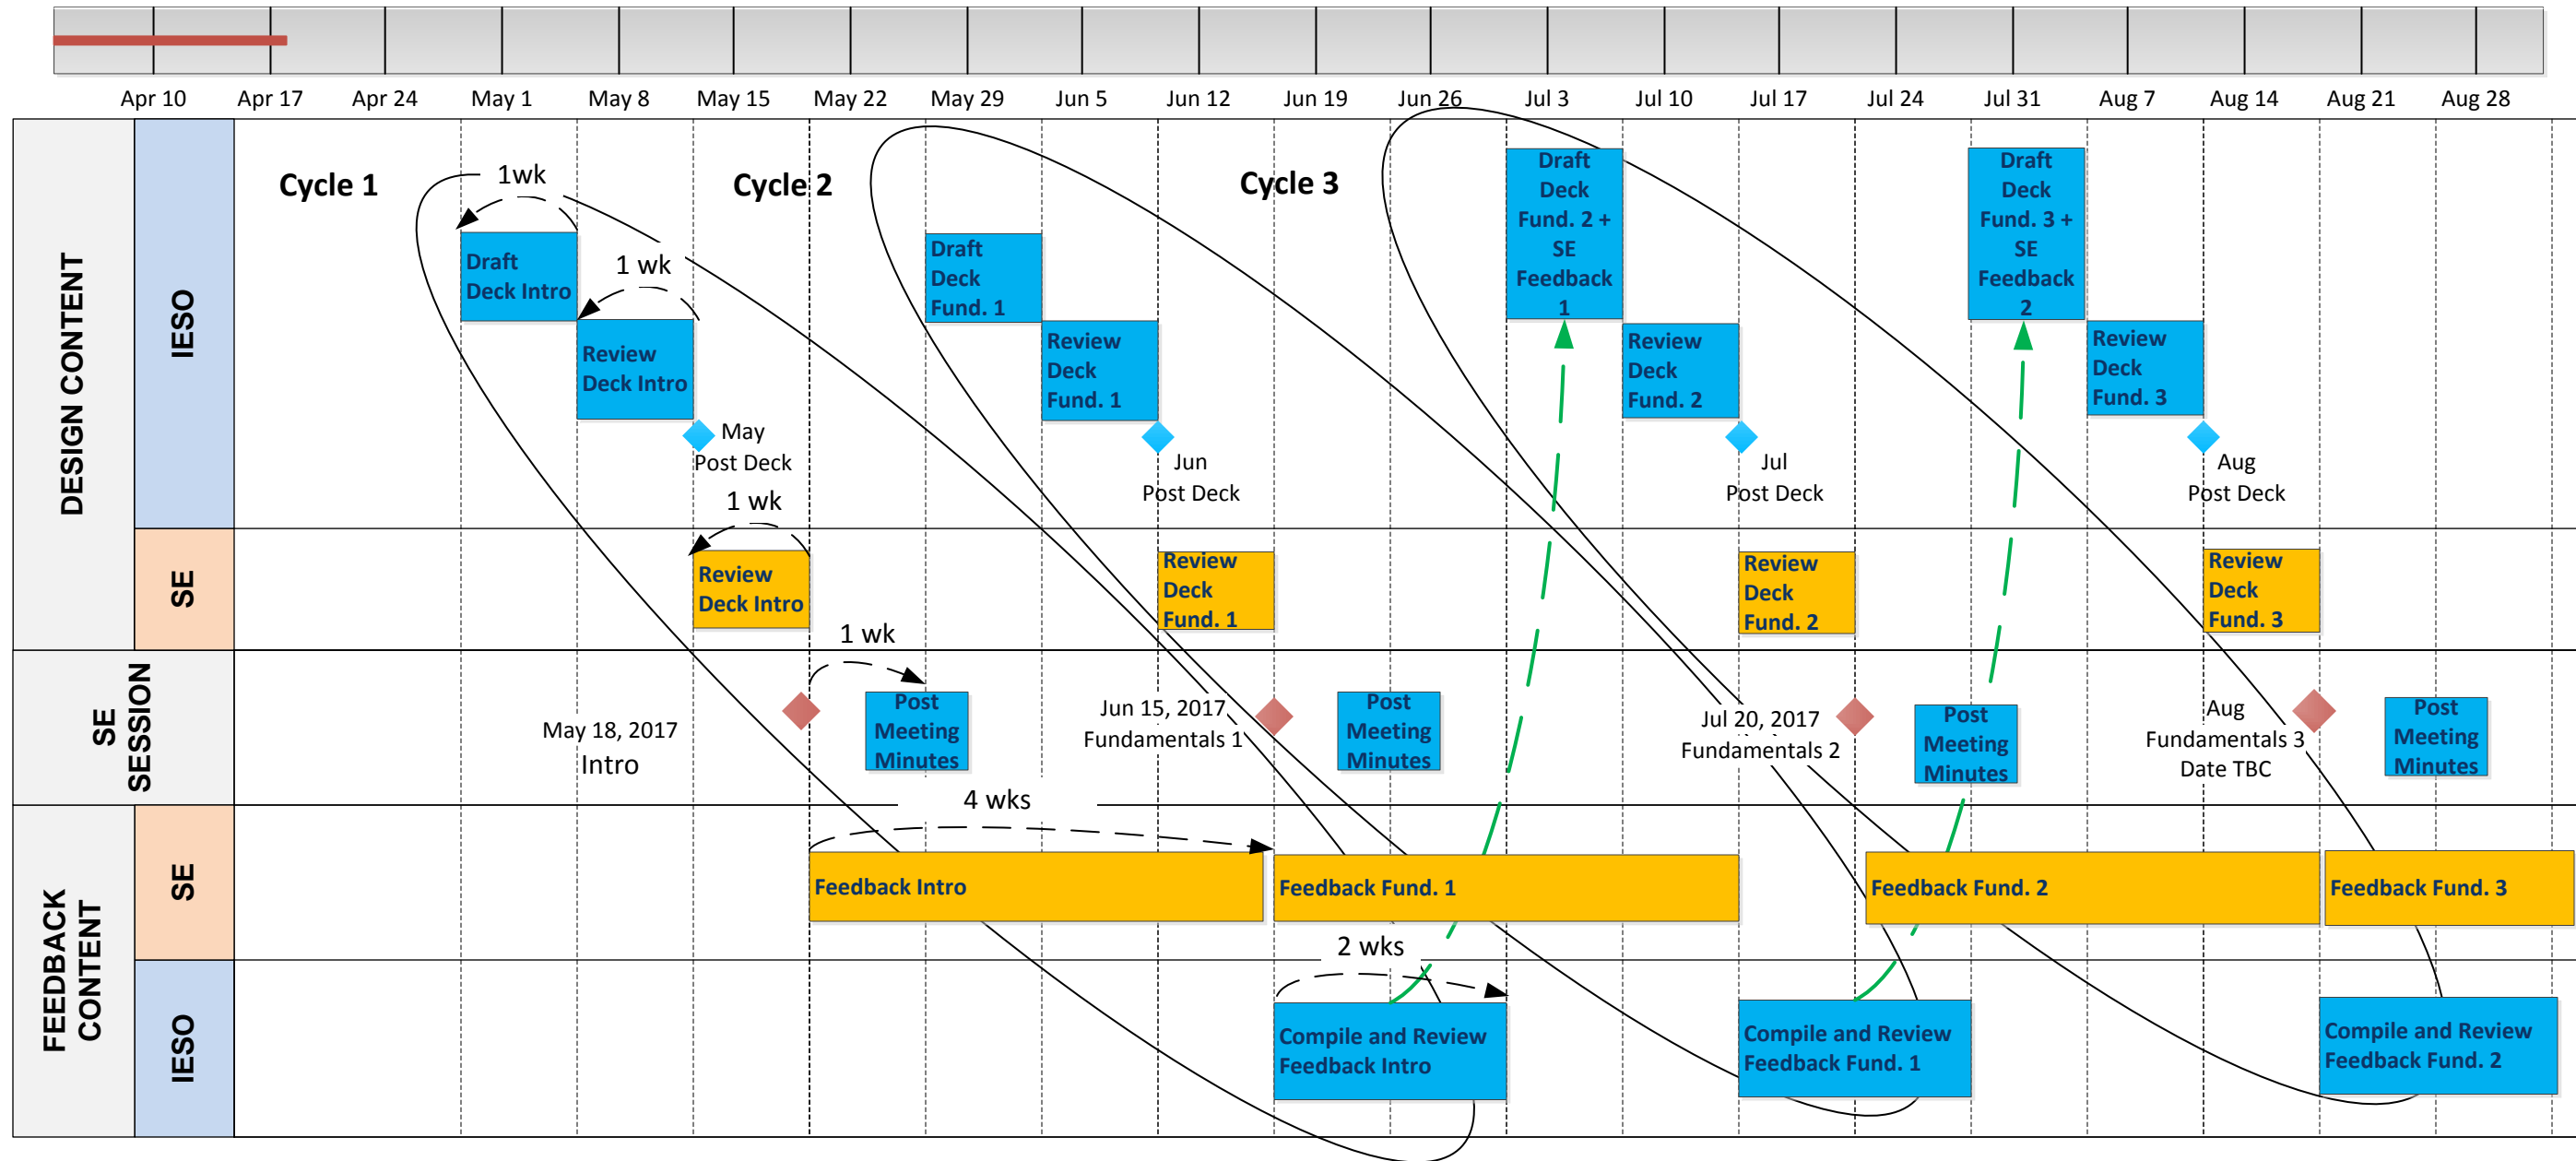 Apr 10 Apr 17 Apr 24 May 1 May 8 May 15 May 22 May 29 Jun 5 Jun 12 Jun 19 Jun 26 Jul 3 Jul 10 Jul 17 Jul 24 Jul 31 Aug 7 Aug 14 Aug 21 Aug 28
DESIGN CONTENT
IESO
Cycle 1
Cycle 2
Cycle 3
1wk
Draft
Deck Intro
1 wk
Review
Deck Intro
May
Post Deck
Draft
Deck
Fund. 1
Review
Deck
Fund. 1
Jun
Post Deck
Draft
Deck
Fund. 2 +
SE
Feedback
1
Review
Deck
Fund. 2
Jul
Post Deck
Draft
Deck
Fund. 3 +
SE
Feedback
2
Review
Deck
Fund. 3
Aug
Post Deck
SE
1 wk
Review
Deck Intro
Review
Deck
Fund. 1
Review
Deck
Fund. 2
Review
Deck
Fund. 3
SE
SESSION
May 18, 2017
Intro
1 wk
Post
Meeting
Minutes
Jun 15, 2017
Fundamentals 1
Post
Meeting
Minutes
Jul 20, 2017
Fundamentals 2
Post
Meeting
Minutes
Aug
Fundamentals 3
Date TBC
Post
Meeting
Minutes
FEEDBACK
CONTENT
SE
4 wks
Feedback Intro
Feedback Fund. 1
Feedback Fund. 2
Feedback Fund. 3
IESO
2 wks
Compile and Review
Feedback Intro
Compile and Review
Feedback Fund. 1
Compile and Review
Feedback Fund. 2